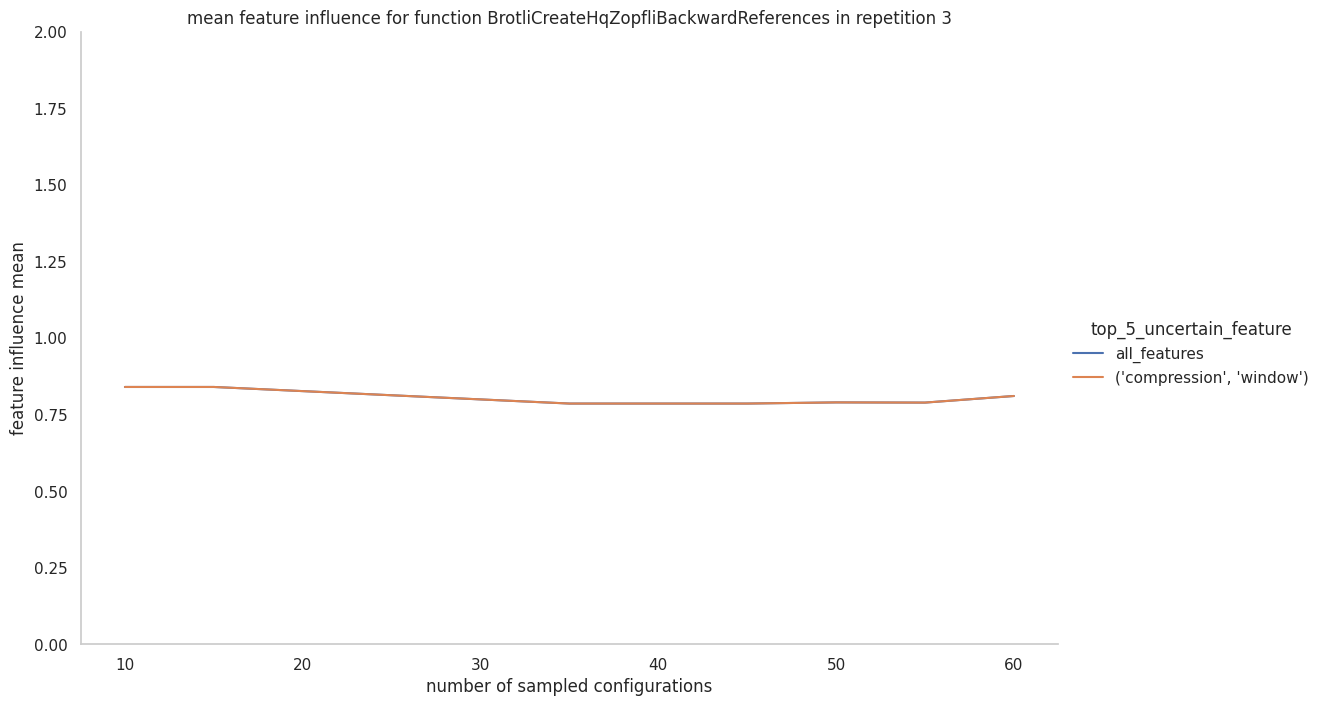 mean feature influence for function BrotliCreateHqZopfliBackwardReferences in repetition 3
2.00
1.75
1.50
1.25
1.00
0.75
0.50
0.25
0.00
feature influence mean
10 20 30 40 50 60
number of sampled configurations
top_5_uncertain_feature
all_features
('compression', 'window')